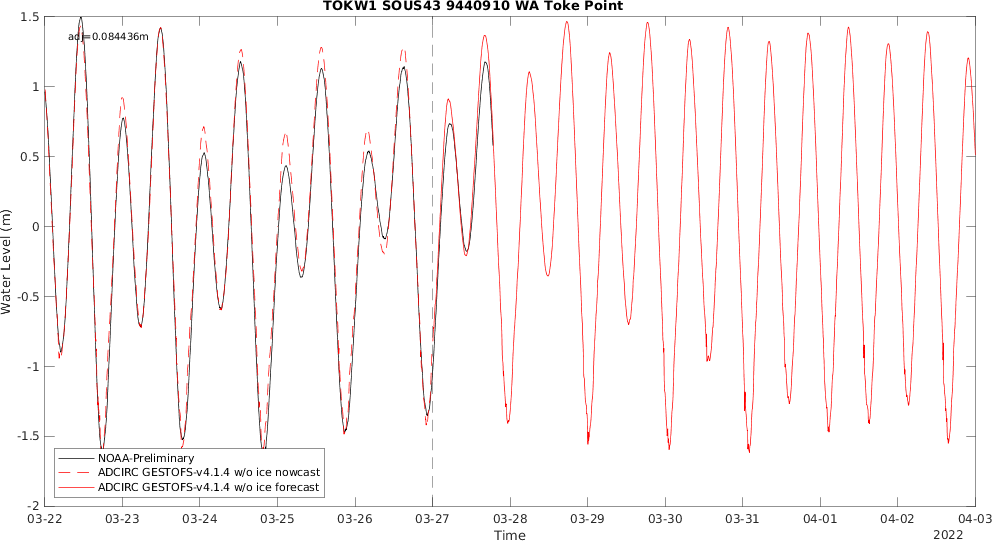 TOKW1 SOUS43 9440910 WA Toke Point
adj=0.084436m
1.5
1
0.5
0
-0.5
-1
-1.5
-2
Water Level (m)
NOAA-Preliminary
ADCIRC GESTOFS-v4.1.4 w/o ice nowcast
ADCIRC GESTOFS-v4.1.4 w/o ice forecast
03-22 03-23 03-24 03-25 03-26 03-27 03-28 03-29 03-30 03-31 04-01 04-02 04-03
Time
2022